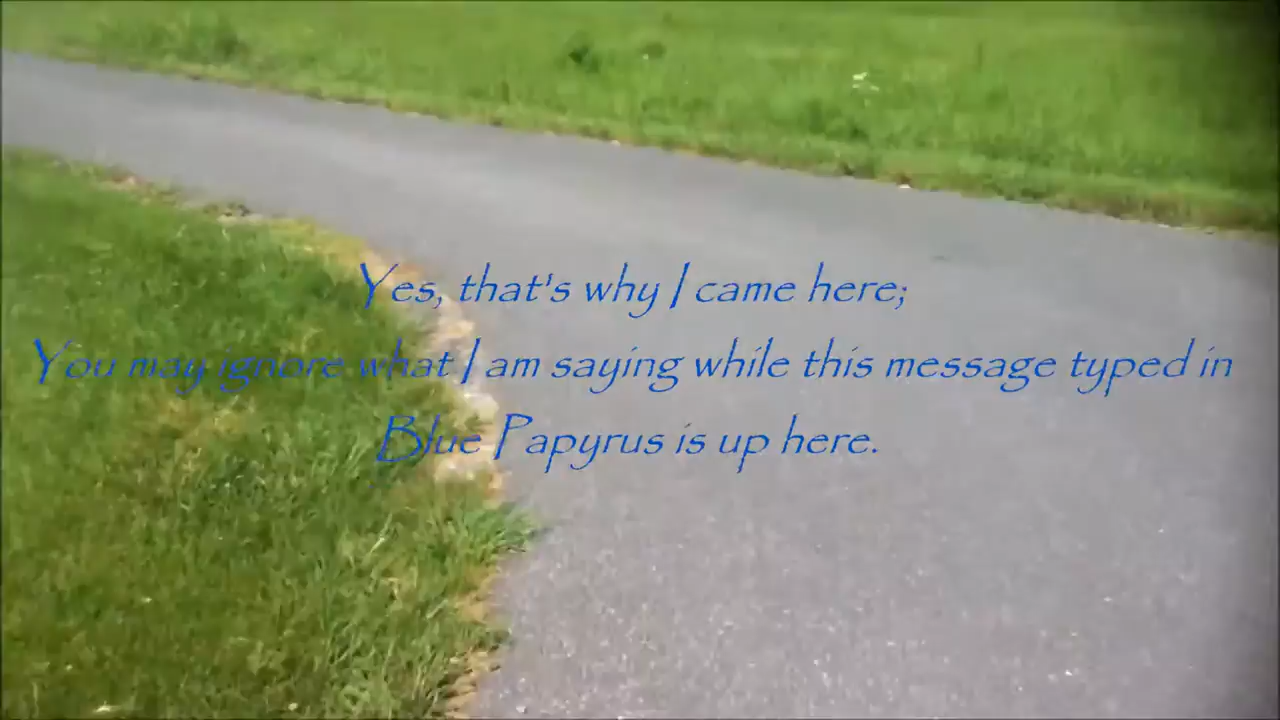 Yes, that's why I came here;
You may ignore what I am saying while this message typed in
Blue Papyrus is up here.